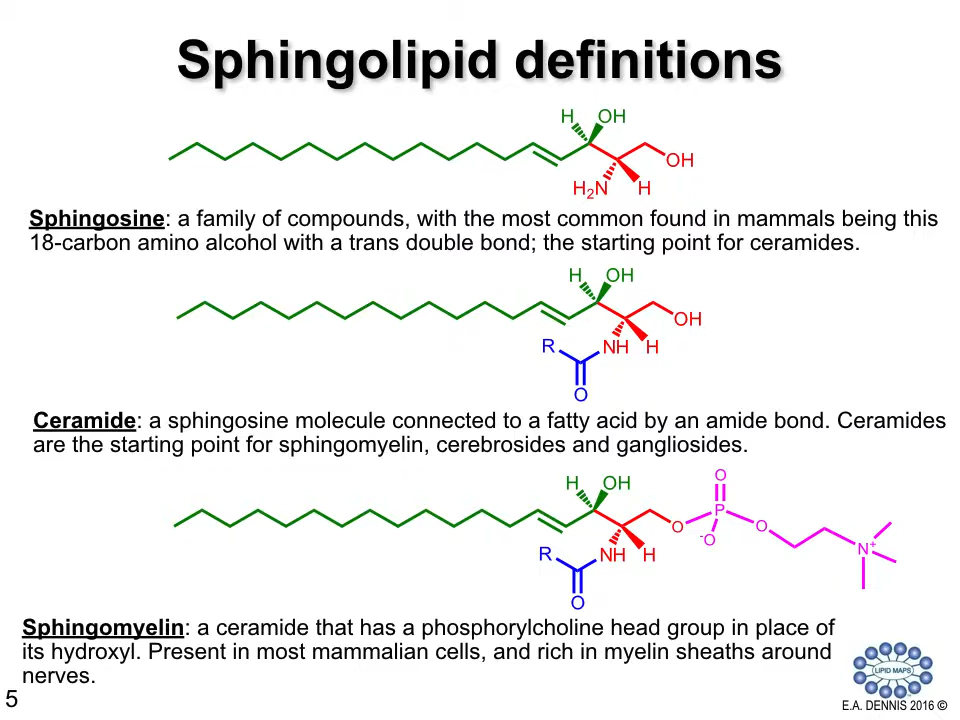 Sphingolipid definitions
H OH
OH
H2N H
Sphingosine: a family of compounds, with the most common found in mammals being this
18-carbon amino alcohol with a trans double bond; the starting point for ceramides.
H OH
OH
R NH H
O
Ceramide: a sphingosine molecule connected to a fatty acid by an amide bond. Ceramides
are the starting point for sphingomyelin, cerebrosides and gangliosides.
O
H OH
P
O O
-O
N+
R NH H
O
Sphingomyelin: a ceramide that has a phosphorylcholine head group in place of
its hydroxyl. Present in most mammalian cells, and rich in myelin sheaths around
nerves.
LIPID MAPS
5
E.A. DENNIS 2016 ©